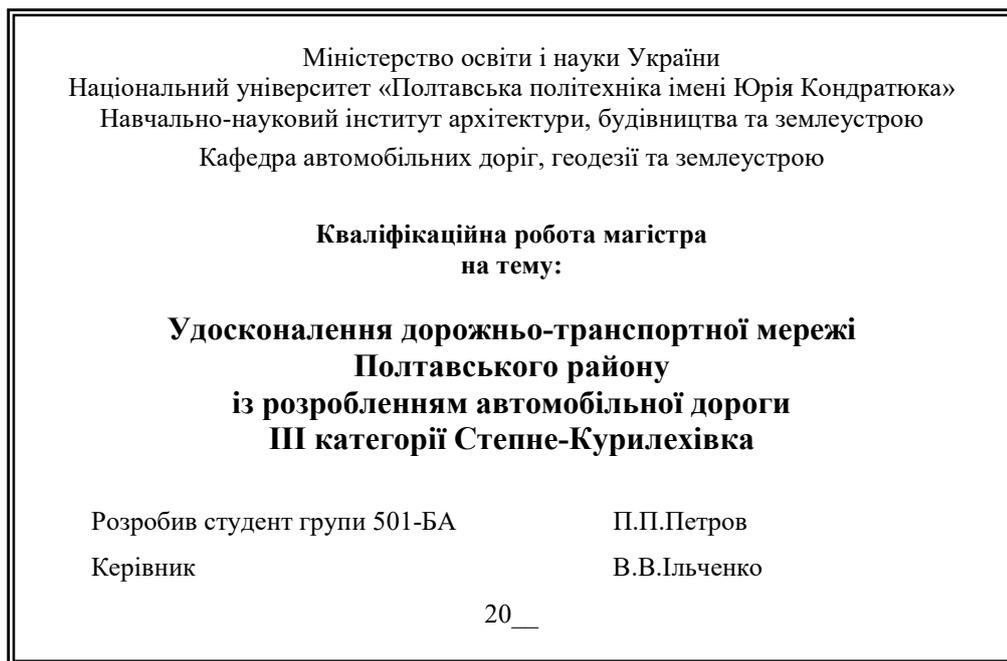 Міністерство освіти і науки України
Національний університет «Полтавська політехніка імені Юрія Кондратюка»
Навчально-науковий інститут архітектури, будівництва та землеустрою
Кафедра автомобільних доріг, геодезії та землеустрою
Кваліфікаційна робота магістра
на тему:
Удосконалення дорожньо-транспортної мережі
Полтавського району
із розробленням автомобільної дороги
ІІІ категорії Степне-Курилехівка
Розробив студент групи 501-БА П.П.Петров
Керівник В.В.Ільченко
20__